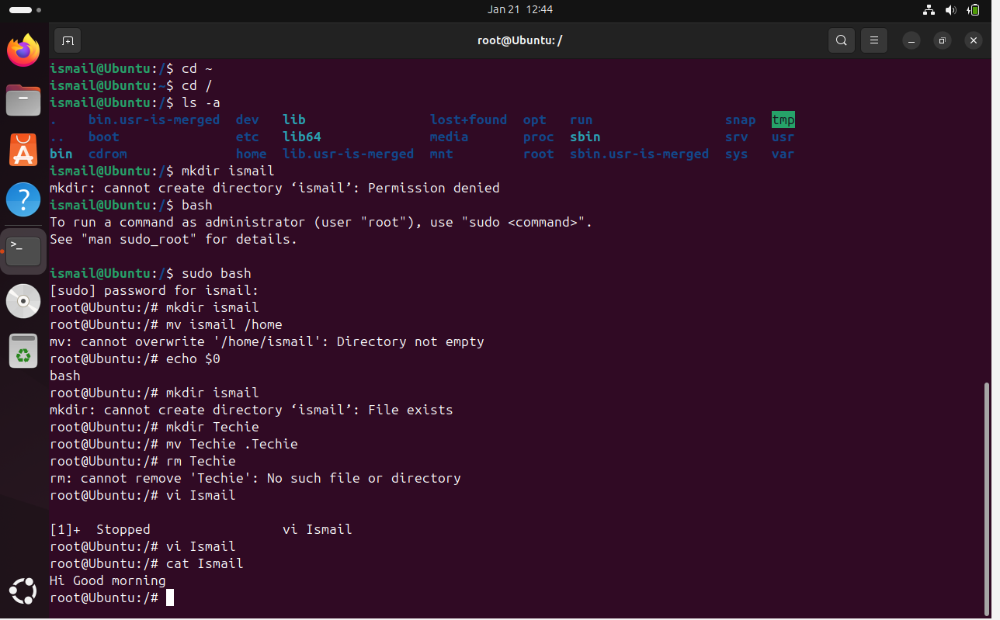 Jan 21 12:44
root@Ubuntu: /
ismail@Ubuntu:/$ cd ~
ismail@Ubuntu:~$ cd /
ismail@Ubuntu:/$ ls -a
.    bin.usr-is-merged  dev   lib                lost+found  opt   run                 snap  tmp
..   boot               etc   lib64              media       proc  sbin                srv   usr
bin  cdrom              home  lib.usr-is-merged  mnt         root  sbin.usr-is-merged  sys   var
ismail@Ubuntu:/$ mkdir ismail
mkdir: cannot create directory ‘ismail’: Permission denied
ismail@Ubuntu:/$ bash
To run a command as administrator (user "root"), use "sudo <command>".
See "man sudo_root" for details.
ismail@Ubuntu:/$ sudo bash
[sudo] password for ismail:
root@Ubuntu:/# mkdir ismail
root@Ubuntu:/# mv ismail /home
mv: cannot overwrite '/home/ismail': Directory not empty
root@Ubuntu:/# echo $0
bash
root@Ubuntu:/# mkdir ismail
mkdir: cannot create directory ‘ismail’: File exists
root@Ubuntu:/# mkdir Techie
root@Ubuntu:/# mv Techie .Techie
root@Ubuntu:/# rm Techie
rm: cannot remove 'Techie': No such file or directory
root@Ubuntu:/# vi Ismail
[1]+  Stopped                 vi Ismail
root@Ubuntu:/# vi Ismail
root@Ubuntu:/# cat Ismail
Hi Good morning
root@Ubuntu:/#